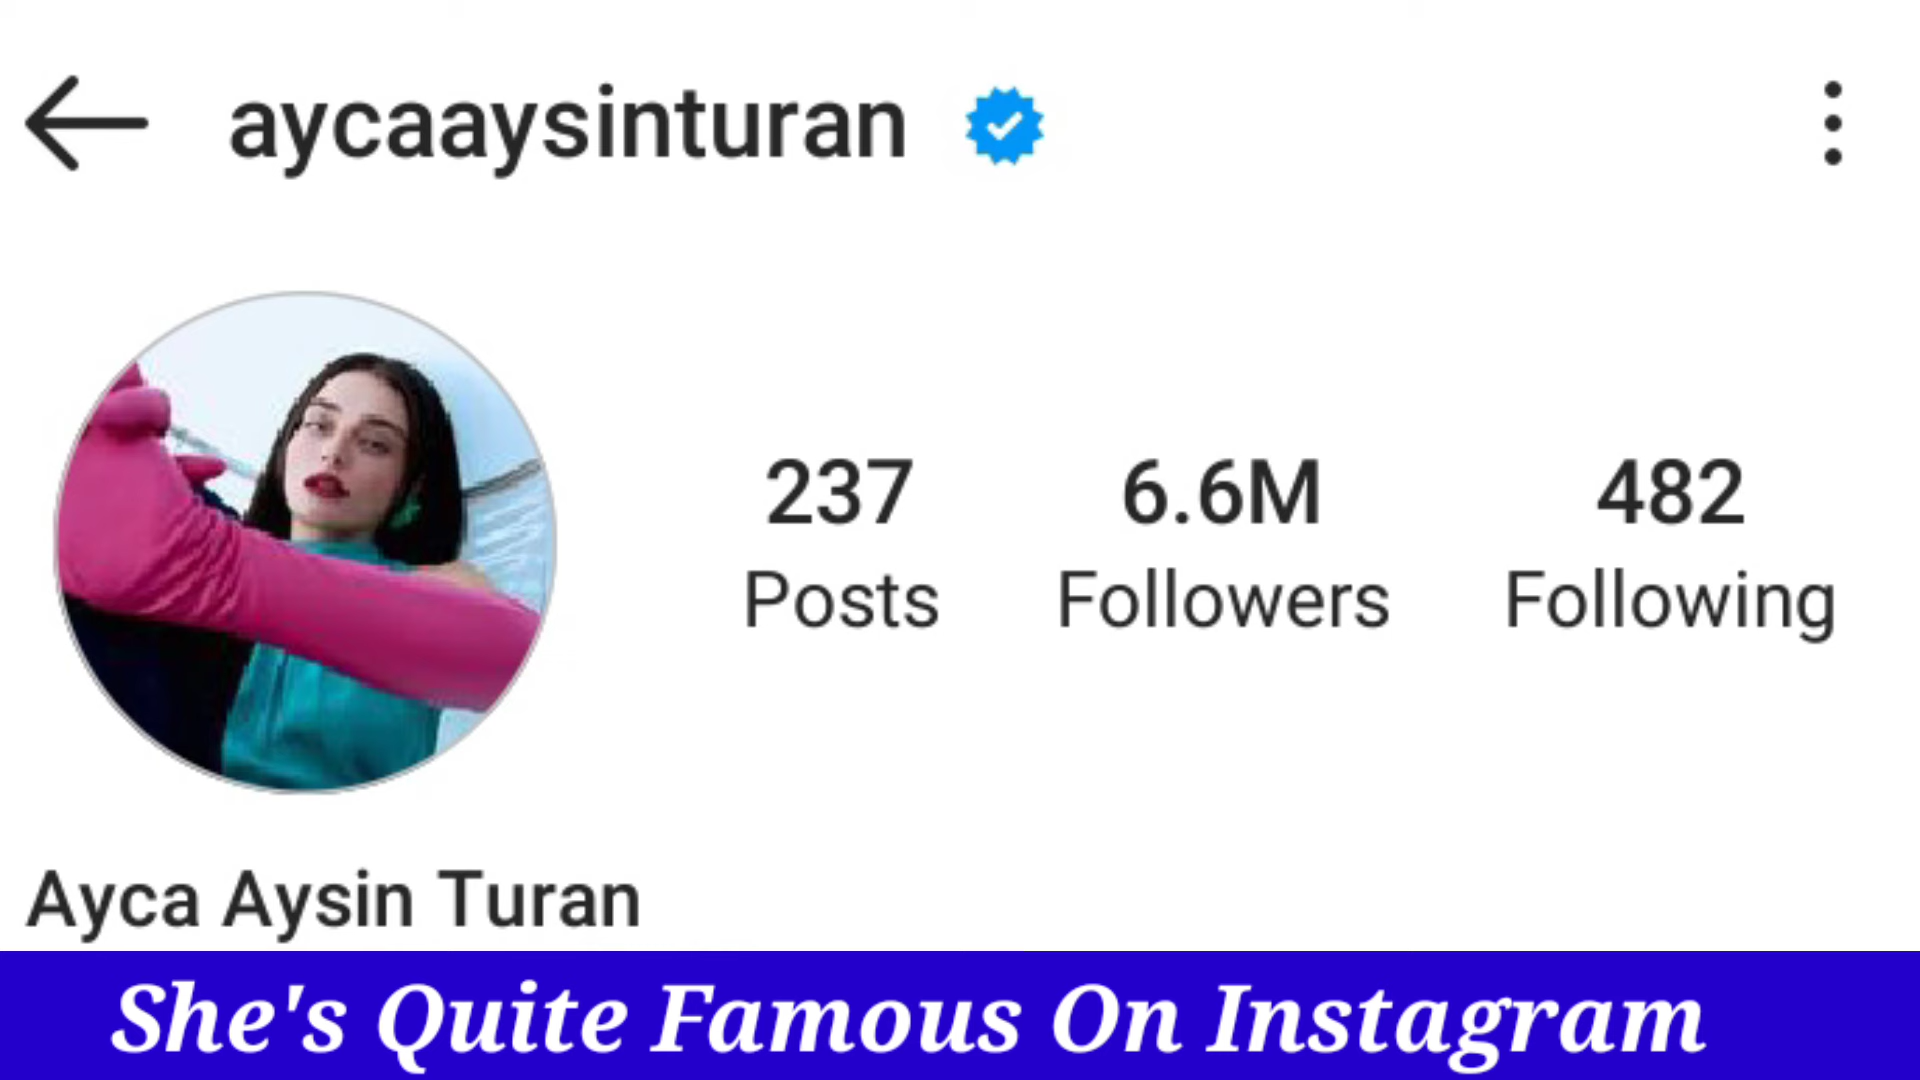 aycaaysinturan
237 6.6M 482
Posts Followers Following
Ayca Aysin Turan
She's Quite Famous On Instagram